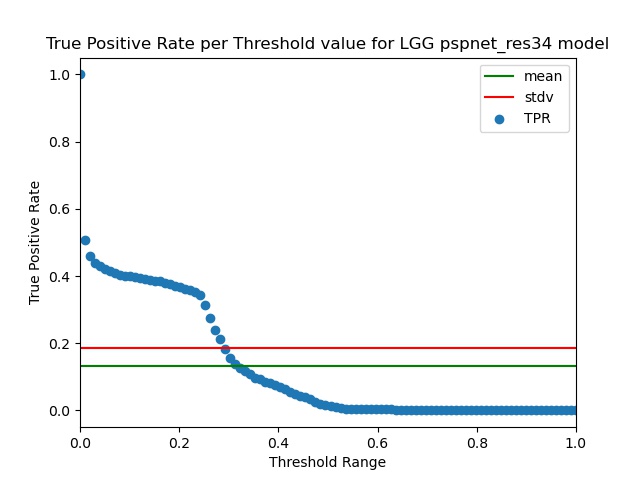 True Positive Rate per Threshold value for LGG pspnet_res34 model
mean
stdv
TPR
True Positive Rate
1.0
0.8
0.6
0.4
0.2
0.0
0.0 0.2 0.4 0.6 0.8 1.0
Threshold Range